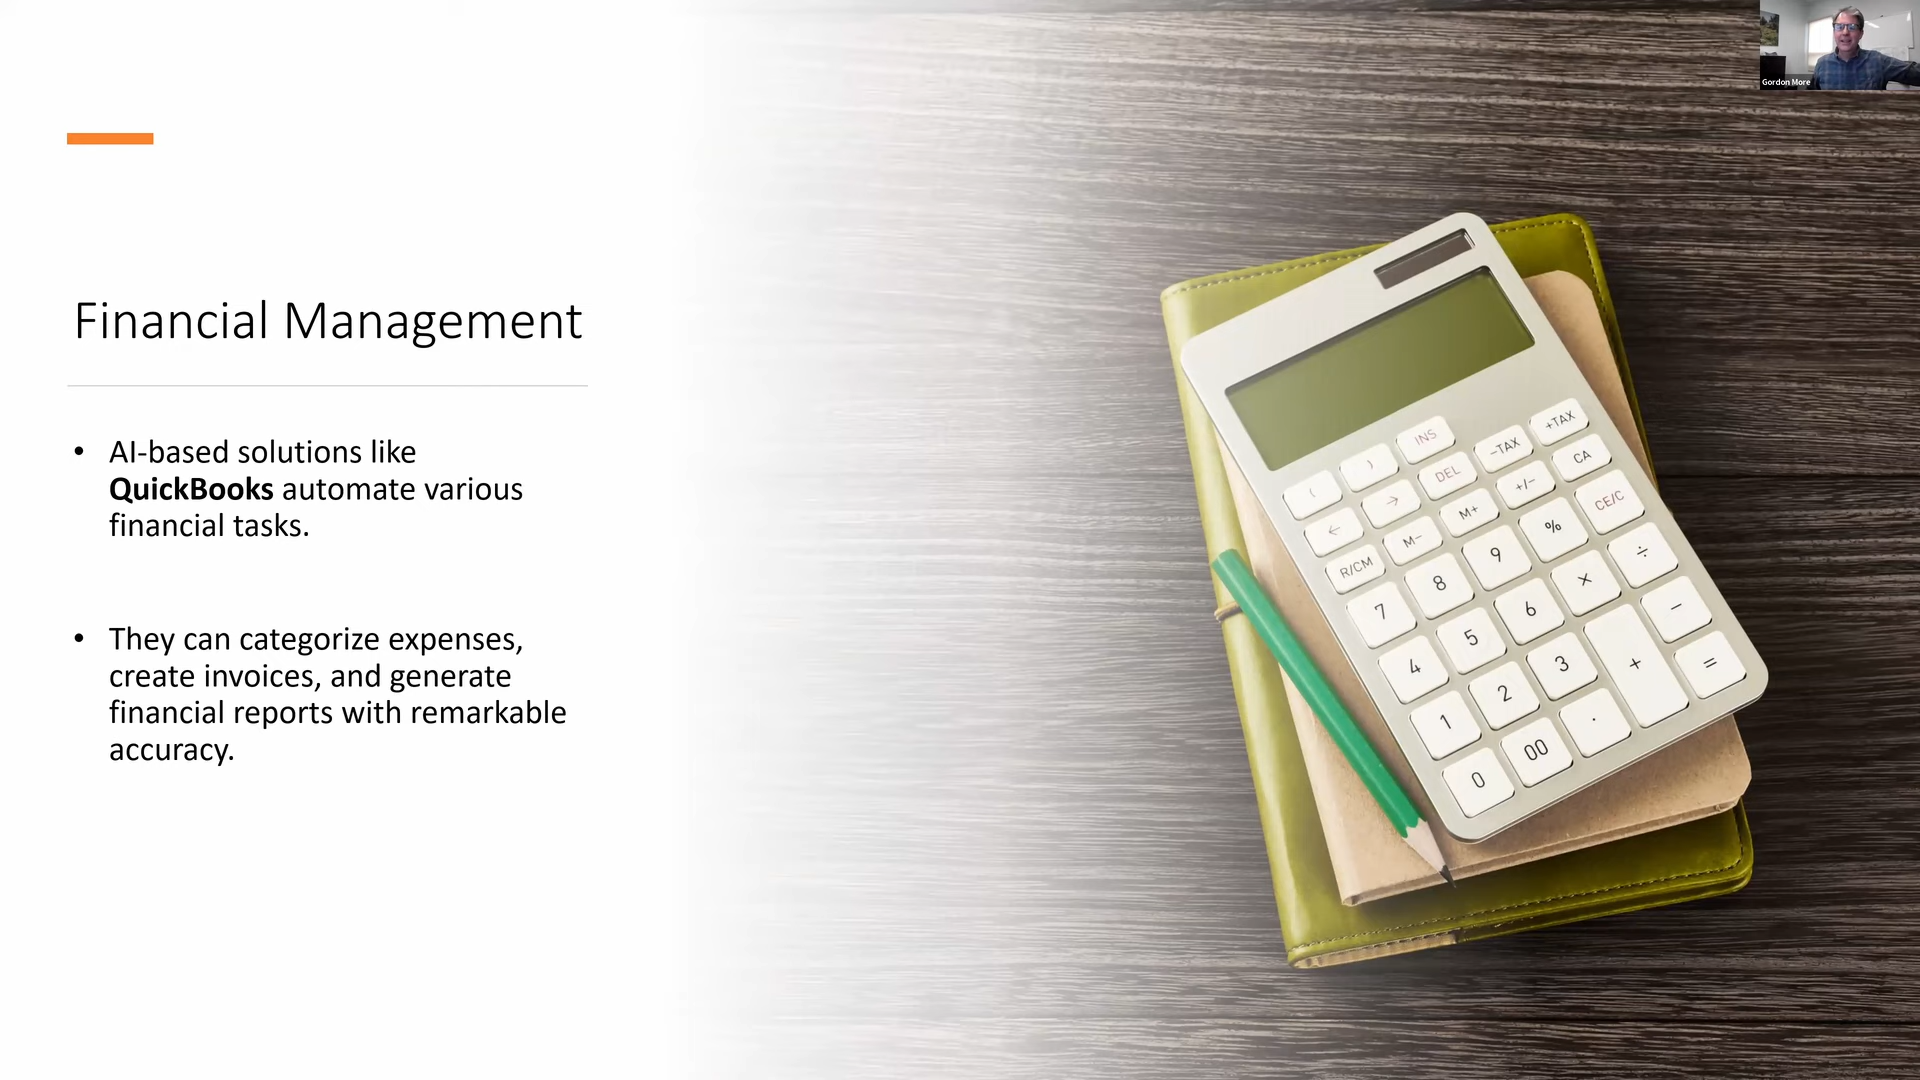 Gordon More
Financial Management
• AI-based solutions like
QuickBooks automate various
financial tasks.
• They can categorize expenses,
create invoices, and generate
financial reports with remarkable
accuracy.
( ) INS -TAX +TAX
← → DEL +/- CA
R/CM M- M+ % CE/C
7 8 9 × ÷
4 5 6 + −
1 2 3 =
0 00 .